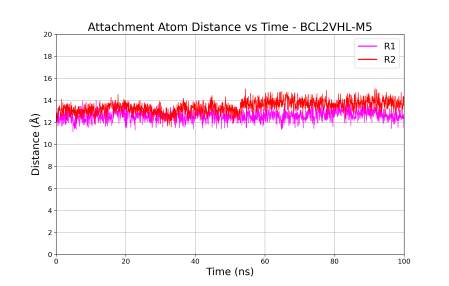 Attachment Atom Distance vs Time - BCL2VHL-M5
20
18
16
14
12
10
8
6
4
2
0
Distance (Å)
R1
R2
0 20 40 60 80 100
Time (ns)